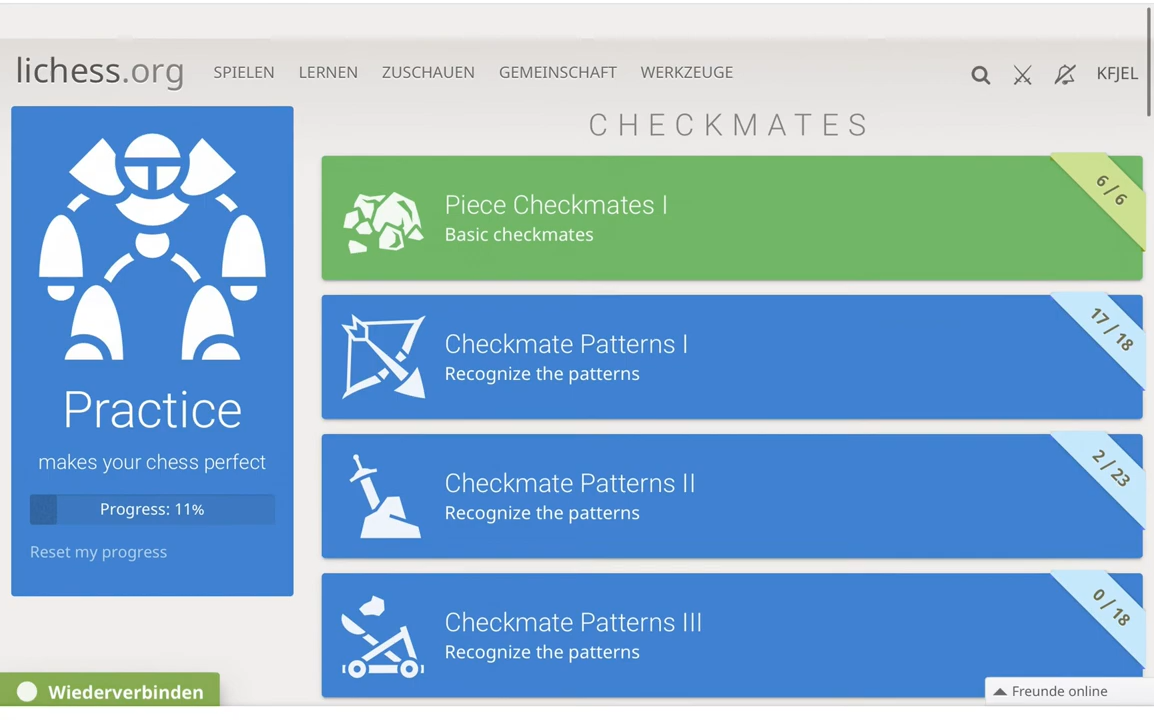 lichess.org SPIELEN LERNEN ZUSCHAUEN GEMEINSCHAFT WERKZEUGE KFJEL
CHECKMATES
Piece Checkmates I
Basic checkmates
6 / 6
Checkmate Patterns I
Recognize the patterns
17 / 18
Checkmate Patterns II
Recognize the patterns
2 / 23
Checkmate Patterns III
Recognize the patterns
0 / 18
Practice
makes your chess perfect
Progress: 11%
Reset my progress
Wiederverbinden
Freunde online